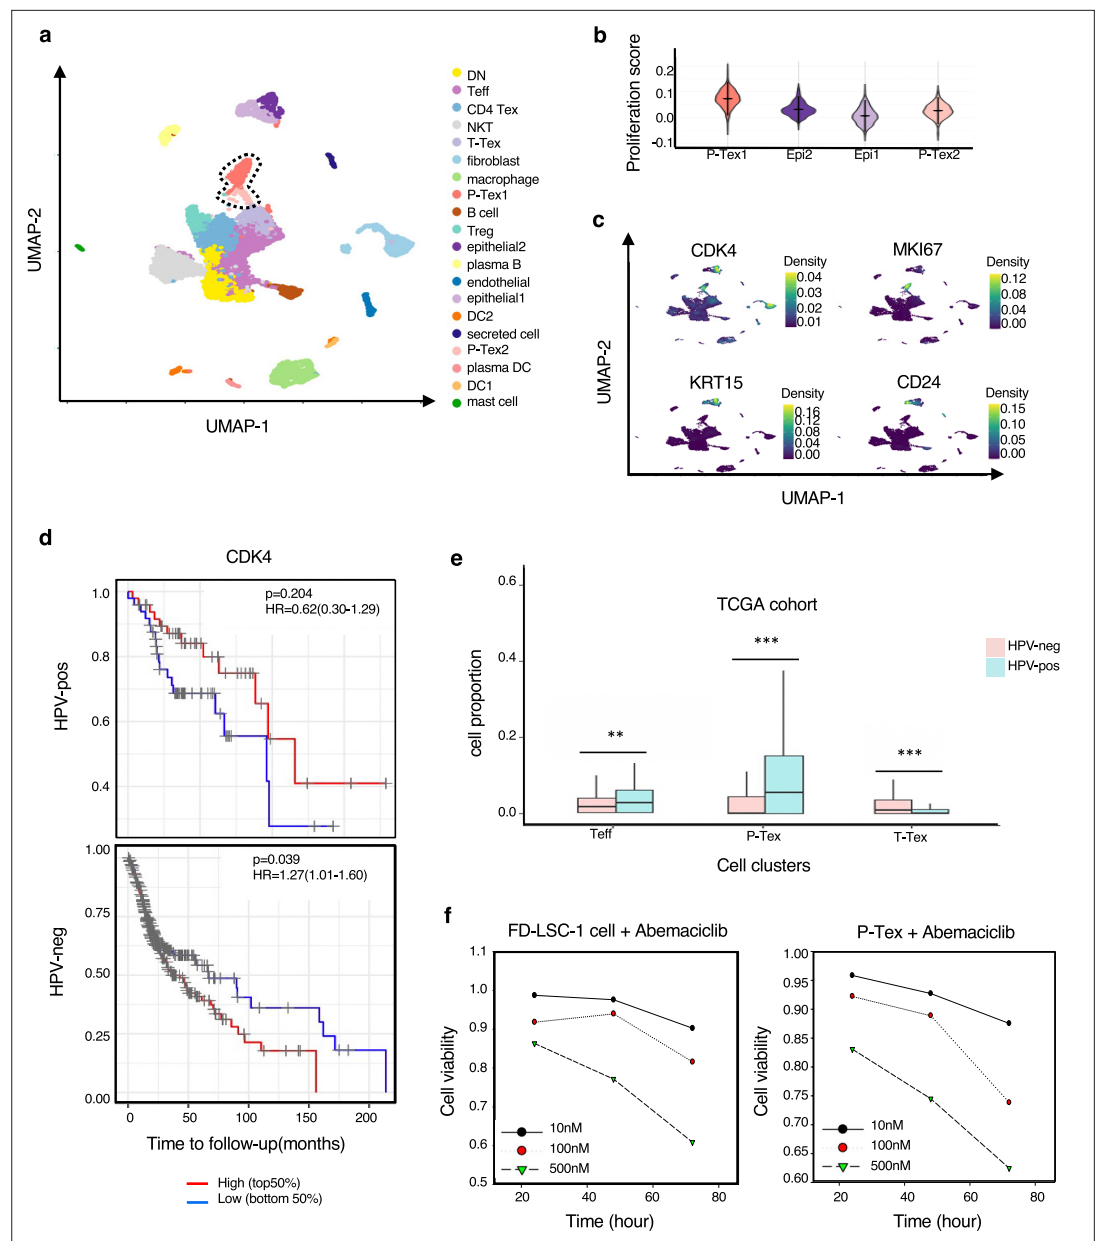 a
UMAP-2
UMAP-1
DN
Teff
CD4 Tex
NKT
T-Tex
fibroblast
macrophage
P-Tex1
B cell
Treg
epithelial2
plasma B
endothelial
epithelial1
DC2
secreted cell
P-Tex2
plasma DC
DC1
mast cell
b
Proliferation score
0.2
0.1
0.0
-0.1
P-Tex1 Epi2 Epi1 P-Tex2
c
UMAP-2
CDK4
Density
0.04
0.03
0.02
0.01
MKI67
Density
0.12
0.08
0.04
0.00
KRT15
Density
0.16
0.12
0.08
0.04
0.00
CD24
Density
0.15
0.10
0.05
0.00
UMAP-1
d
CDK4
HPV-pos
1.0
0.8
0.6
0.4
p=0.204
HR=0.62(0.30-1.29)
HPV-neg
1.00
0.75
0.50
0.25
0.00
p=0.039
HR=1.27(1.01-1.60)
0 50 100 150 200
Time to follow-up(months)
High (top50%)
Low (bottom 50%)
e
TCGA cohort
cell proportion
0.6
0.4
0.2
0.0
**
***
***
Teff P-Tex T-Tex
Cell clusters
HPV-neg
HPV-pos
f
FD-LSC-1 cell + Abemaciclib
Cell viability
1.1
1.0
0.9
0.8
0.7
0.6
0.5
10nM
100nM
500nM
20 40 60 80
Time (hour)
P-Tex + Abemaciclib
Cell viability
1.00
0.95
0.90
0.85
0.80
0.75
0.70
0.65
0.60
10nM
100nM
500nM
20 40 60 80
Time (hour)